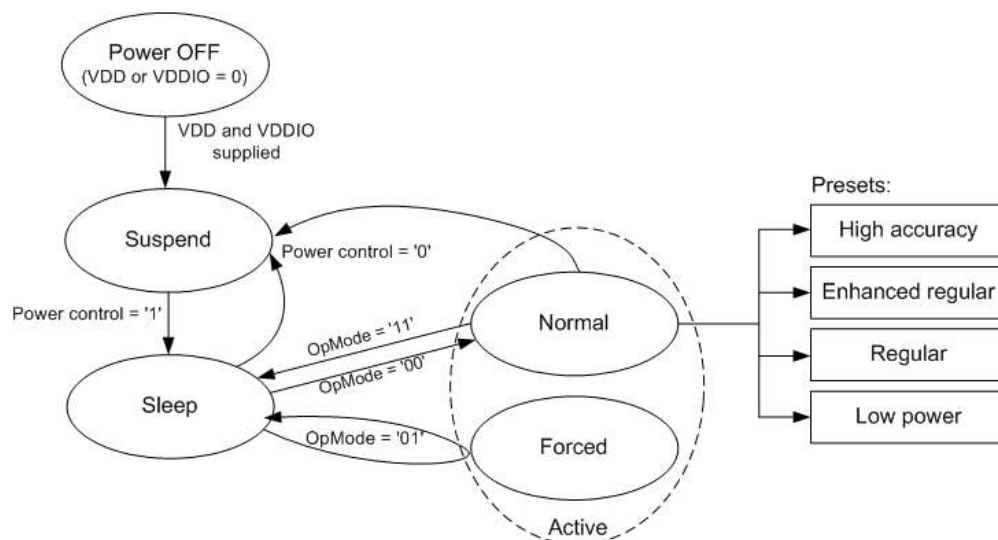 Power OFF
(VDD or VDDIO = 0)
VDD and VDDIO
supplied
Suspend
Power control = '0'
Power control = '1'
Sleep
OpMode = '11'
OpMode = '00'
OpMode = '01'
Normal
Forced
Active
Presets:
High accuracy
Enhanced regular
Regular
Low power